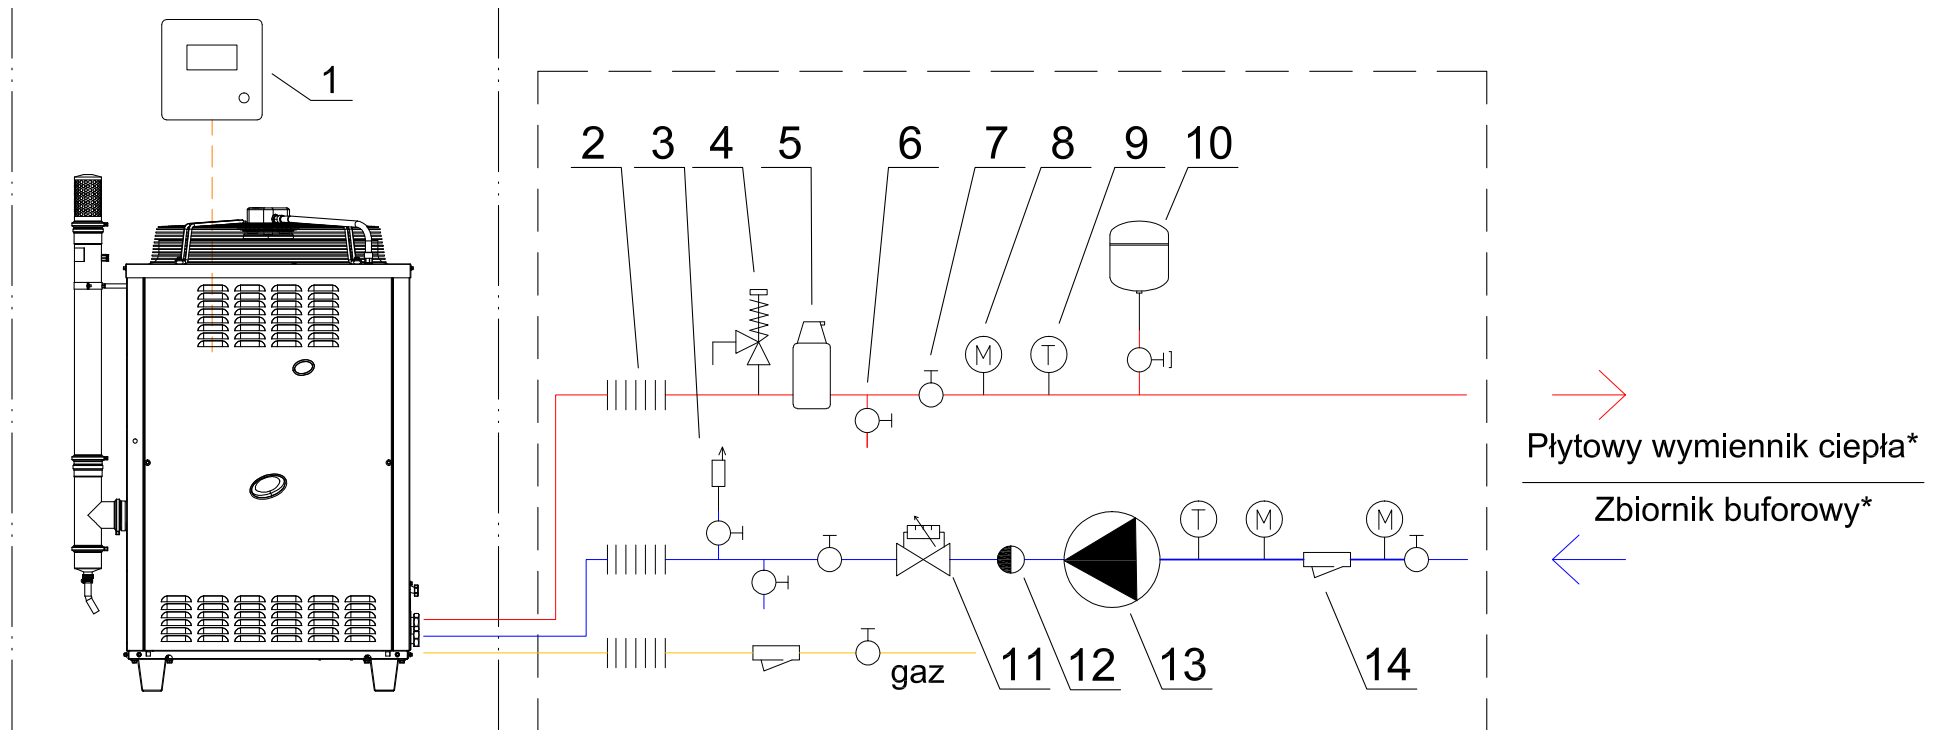 1
2 3 4 5 6 7 8 9 10
M T
Płytowy wymiennik ciepła*
Zbiornik buforowy*
T M M
gaz
11 12 13 14